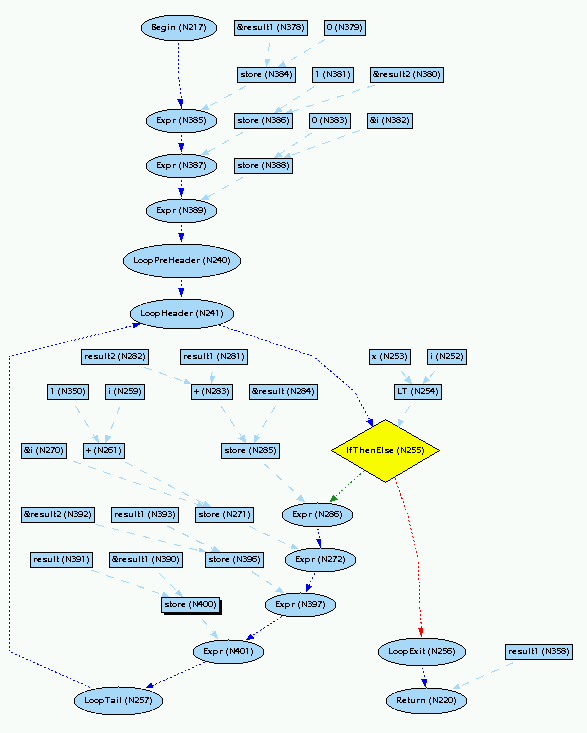 Begin (N217)
&result1 (N378)
0 (N379)
store (N384)
1 (N381)
&result2 (N380)
Expr (N385)
store (N386)
0 (N383)
&i (N382)
Expr (N387)
store (N388)
Expr (N389)
LoopPreHeader (N240)
LoopHeader (N241)
result2 (N282)
result1 (N281)
x (N253)
i (N252)
1 (N350)
i (N259)
+ (N283)
&result (N284)
LT (N254)
&i (N270)
+ (N261)
store (N285)
IfThenElse (N255)
&result2 (N392)
result1 (N393)
store (N271)
Expr (N286)
result (N391)
&result1 (N390)
store (N396)
Expr (N272)
store (N400)
Expr (N397)
Expr (N401)
LoopExit (N256)
result1 (N358)
LoopTail (N257)
Return (N220)